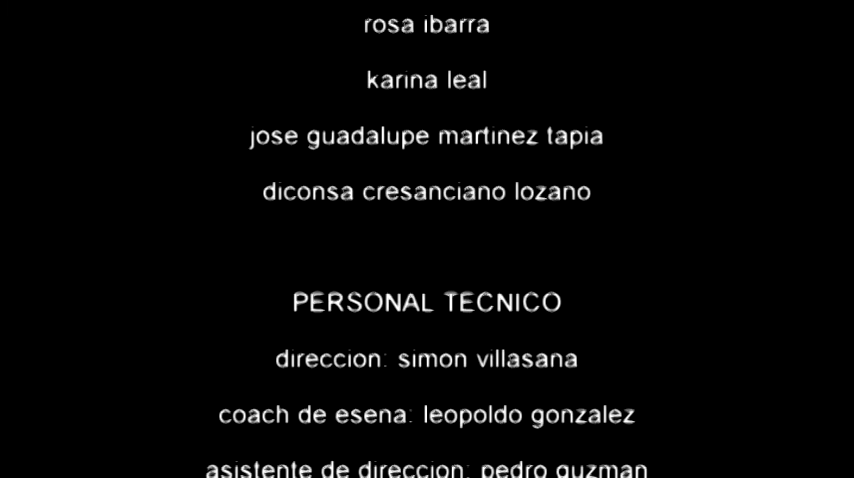 rosa ibarra
karina leal
jose guadalupe martinez tapia
diconsa cresanciano lozano
PERSONAL TECNICO
direccion: simon villasana
coach de esena: leopoldo gonzalez
asistente de direccion: pedro guzman